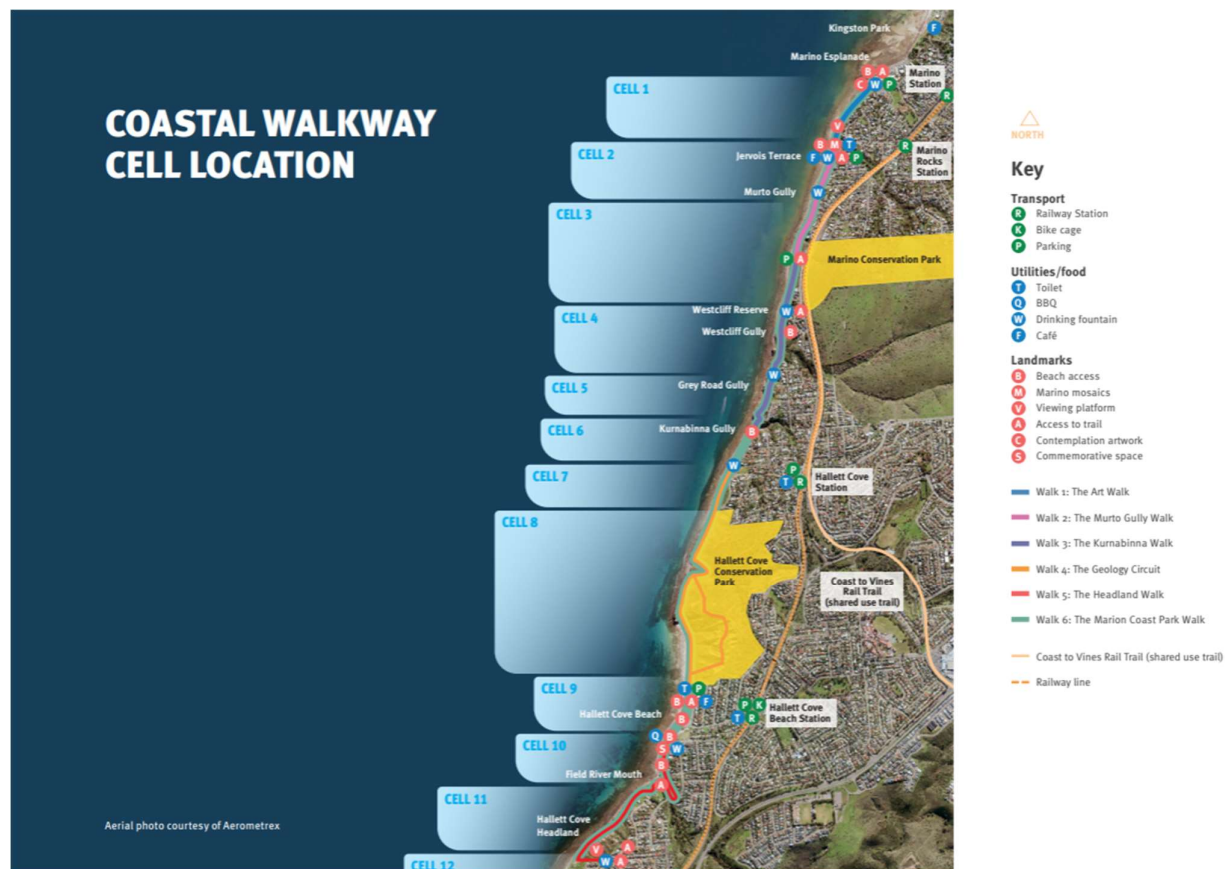 COASTAL WALKWAY
CELL LOCATION
Kingston Park
F
Marino Esplanade
B A
C W P
Marino
Station
R
CELL 1
V
CELL 2
B M T
Jervois Terrace
F W A P
R
Marino
Rocks
Station
Murto Gully
W
CELL 3
P A
Marino Conservation Park
CELL 4
Westcliff Reserve
W A
Westcliff Gully
B
CELL 5
Grey Road Gully
W
CELL 6
Kurnabinna Gully
B
CELL 7
W
P
T R
Hallett Cove
Station
CELL 8
Hallett Cove
Conservation
Park
Coast to Vines
Rail Trail
(shared use trail)
CELL 9
T P
B A F
Hallett Cove Beach
B
P K
T R
Hallett Cove
Beach Station
CELL 10
Q B
S W
B
Field River Mouth
A
CELL 11
Hallett Cove
Headland
V A
W A
CELL 12
Aerial photo courtesy of Aerometrex
NORTH
Key
Transport
R Railway Station
K Bike cage
P Parking
Utilities/food
T Toilet
Q BBQ
W Drinking fountain
F Café
Landmarks
B Beach access
M Marino mosaics
V Viewing platform
A Access to trail
C Contemplation artwork
S Commemorative space
Walk 1: The Art Walk
Walk 2: The Murto Gully Walk
Walk 3: The Kurnabinna Walk
Walk 4: The Geology Circuit
Walk 5: The Headland Walk
Walk 6: The Marion Coast Park Walk
Coast to Vines Rail Trail (shared use trail)
Railway line